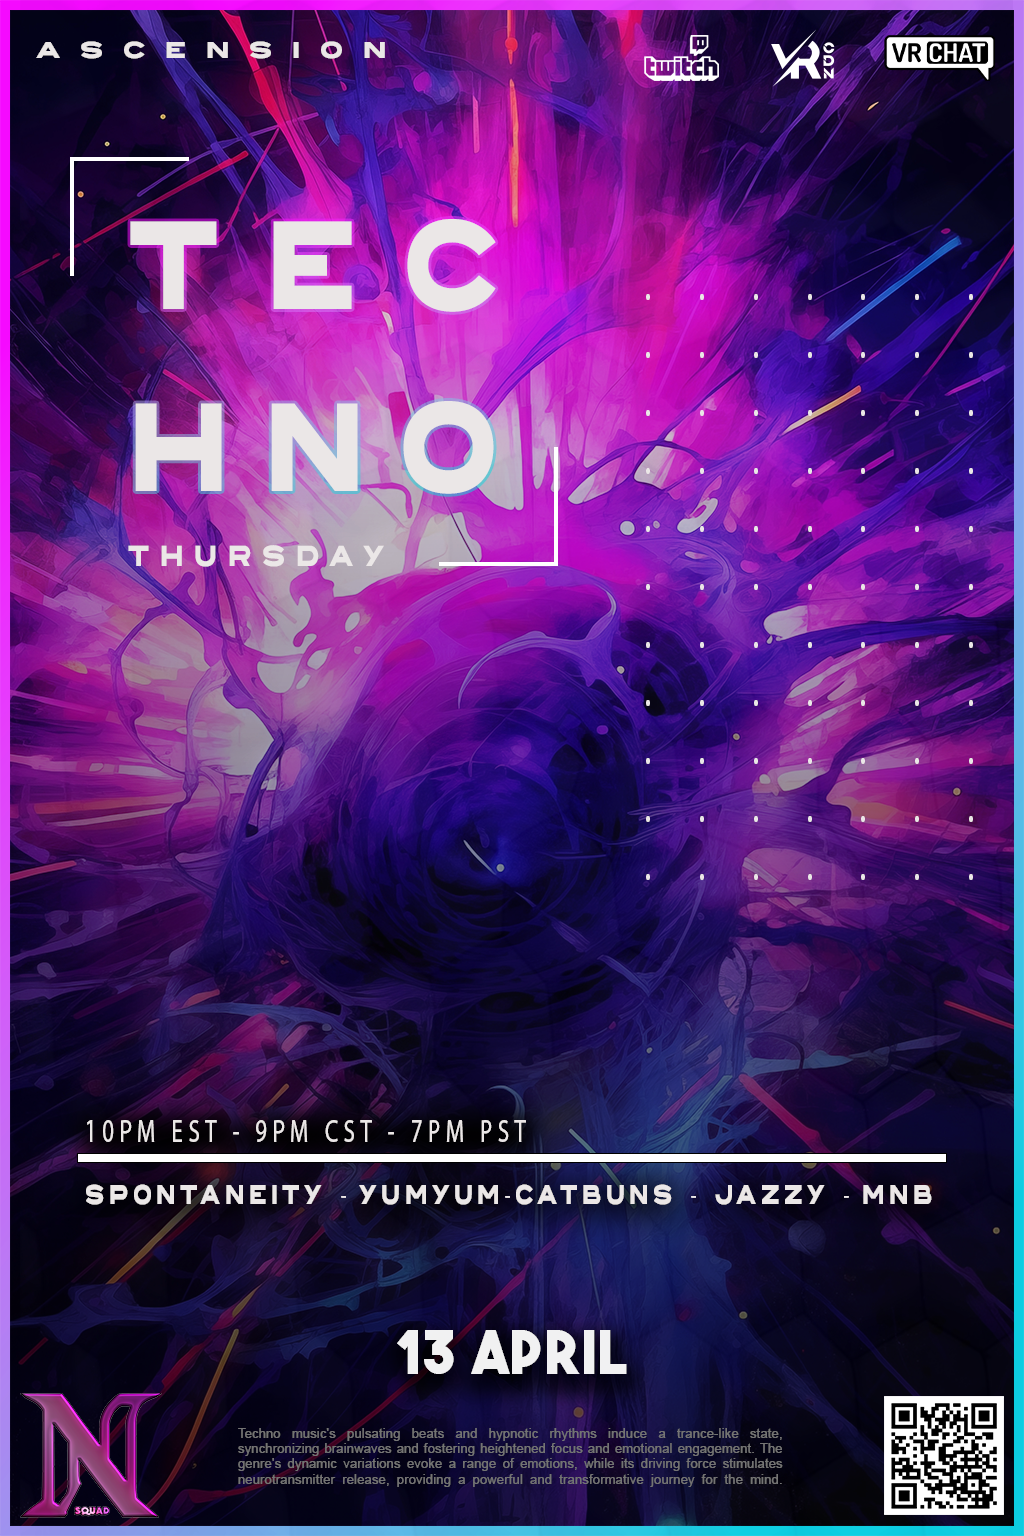 ASCENSION
twitch
VR CDN
VRCHAT
TEC
HNO
THURSDAY
10PM EST - 9PM CST - 7PM PST
SPONTANEITY - YUMYUM-CATBUNS - JAZZY - MNB
13 APRIL
N
SQUAD
Techno music's pulsating beats and hypnotic rhythms induce a trance-like state,
synchronizing brainwaves and fostering heightened focus and emotional engagement. The
genre's dynamic variations evoke a range of emotions, while its driving force stimulates
neurotransmitter release, providing a powerful and transformative journey for the mind.